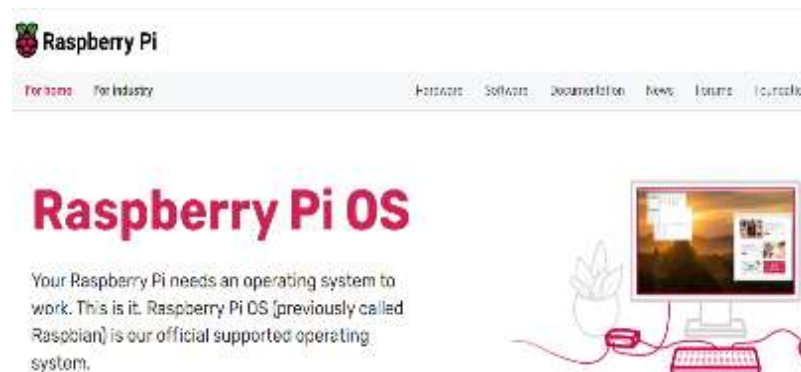 Raspberry Pi
For home For industry Hardware Software Documentation News Forums Foundatio
Raspberry Pi OS
Your Raspberry Pi needs an operating system to
work. This is it. Raspberry Pi OS (previously called
Raspbian) is our official supported operating
system.